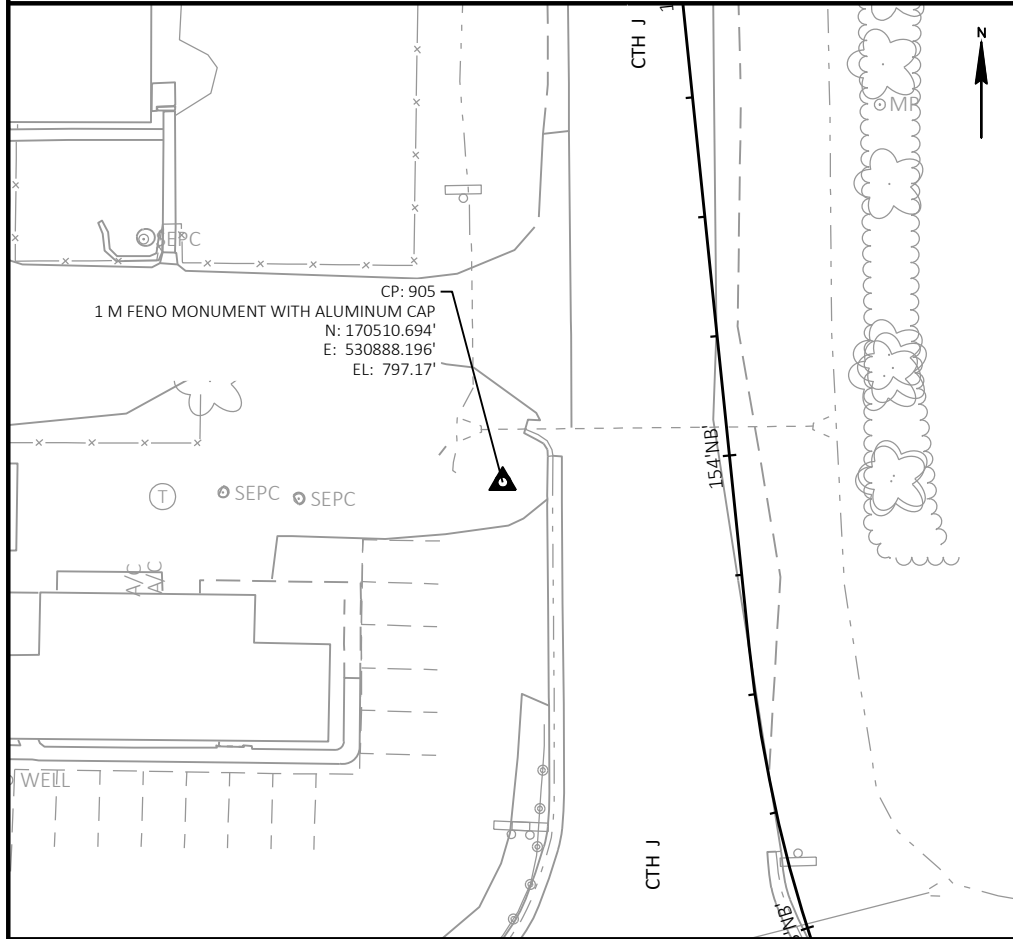 CTH J
N
SEPC
CP: 905
1 M FENO MONUMENT WITH ALUMINUM CAP
N: 170510.694'
E: 530888.196'
EL: 797.17'
154'NB'
T
SEPC
SEPC
A/C
A/C
WELL
CTH J
'NB'